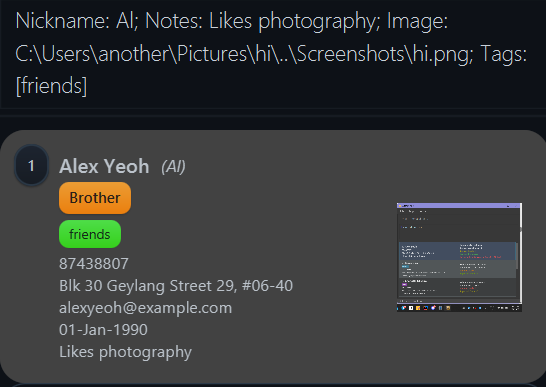 Nickname: Al; Notes: Likes photography; Image:
C:\Users\another\Pictures\hi\..\Screenshots\hi.png; Tags:
[friends]
1
Alex Yeoh (Al)
Brother
friends
87438807
Blk 30 Geylang Street 29, #06-40
alexyeoh@example.com
01-Jan-1990
Likes photography